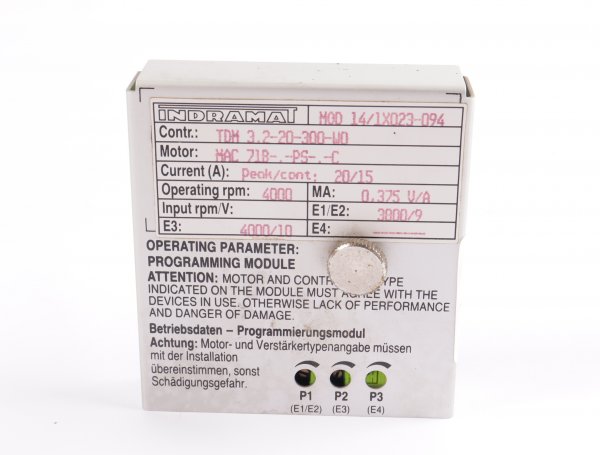 INDRAMAT MOD 14/1X023-094
Contr.: TDM 3.2-20-300-W0
Motor: MAC 71B-.-PS-.-C
Current (A): Peak/cont: 20/15
Operating rpm: 4000 MA: 0.375 V/A
Input rpm/V: E1/E2: 3000/9
E3: 4000/10 E4:
OPERATING PARAMETER:
PROGRAMMING MODULE
ATTENTION: MOTOR AND CONTR TYPE
INDICATED ON THE MODULE MUST AGREE WITH THE
DEVICES IN USE. OTHERWISE LACK OF PERFORMANCE
AND DANGER OF DAMAGE.
Betriebsdaten – Programmierungsmodul
Achtung: Motor- und Verstärkertypenangabe müssen
mit der Installation
übereinstimmen, sonst
Schädigungsgefahr.
P1 P2 P3
(E1/E2) (E3) (E4)